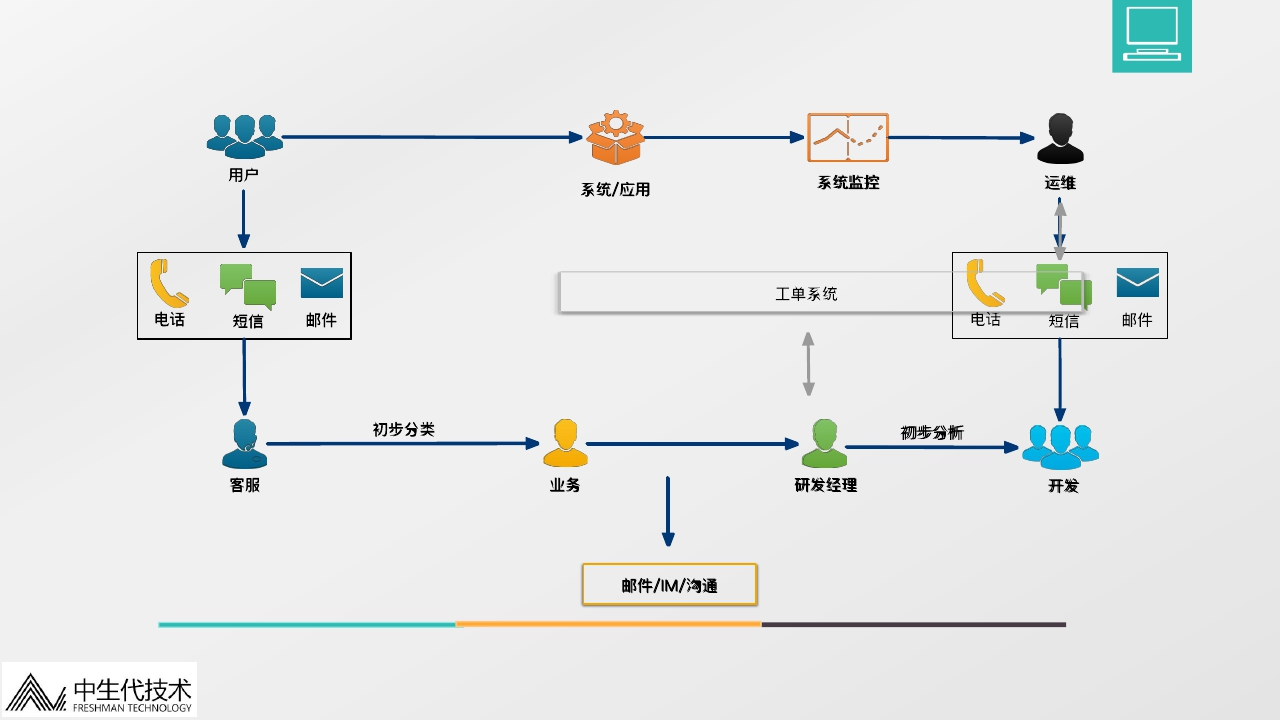 用户
系统/应用
系统监控
运维
电话
短信
邮件
工单系统
电话
短信
邮件
初步分类
初步分析
客服
业务
研发经理
开发
邮件/IM/沟通
中生代技术
FRESHMAN TECHNOLOGY